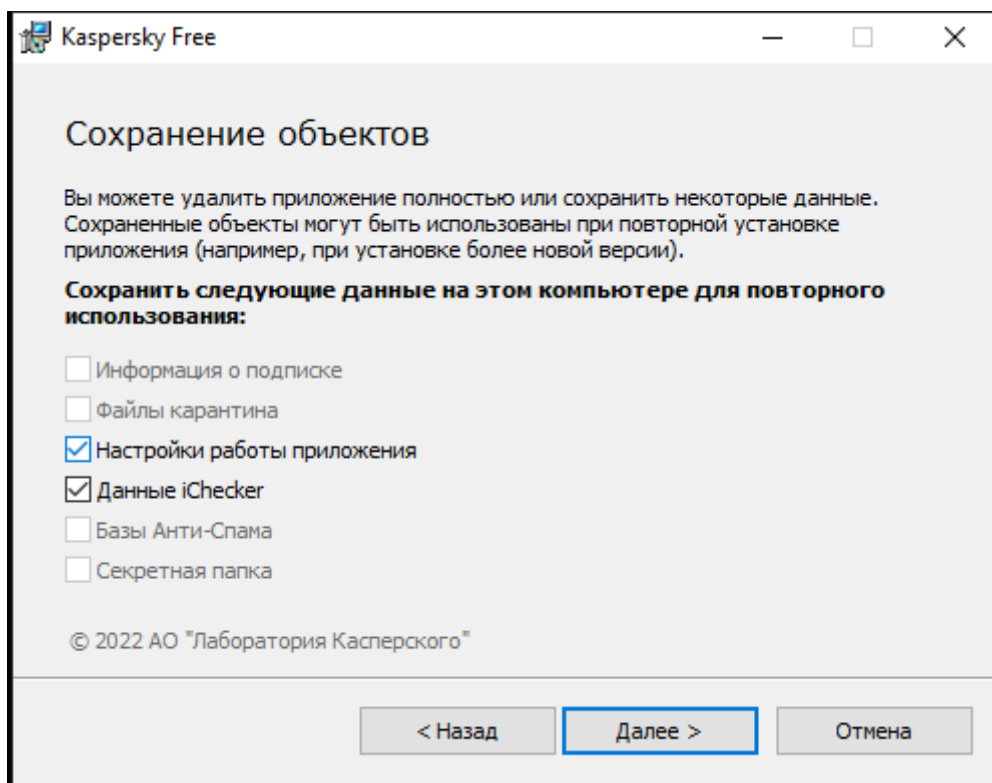 Kaspersky Free
Сохранение объектов
Вы можете удалить приложение полностью или сохранить некоторые данные.
Сохраненные объекты могут быть использованы при повторной установке
приложения (например, при установке более новой версии).
Сохранить следующие данные на этом компьютере для повторного
использования:
Информация о подписке
Файлы карантина
Настройки работы приложения
Данные iChecker
Базы Анти-Спама
Секретная папка
© 2022 АО "Лаборатория Касперского"
< Назад Далее > Отмена